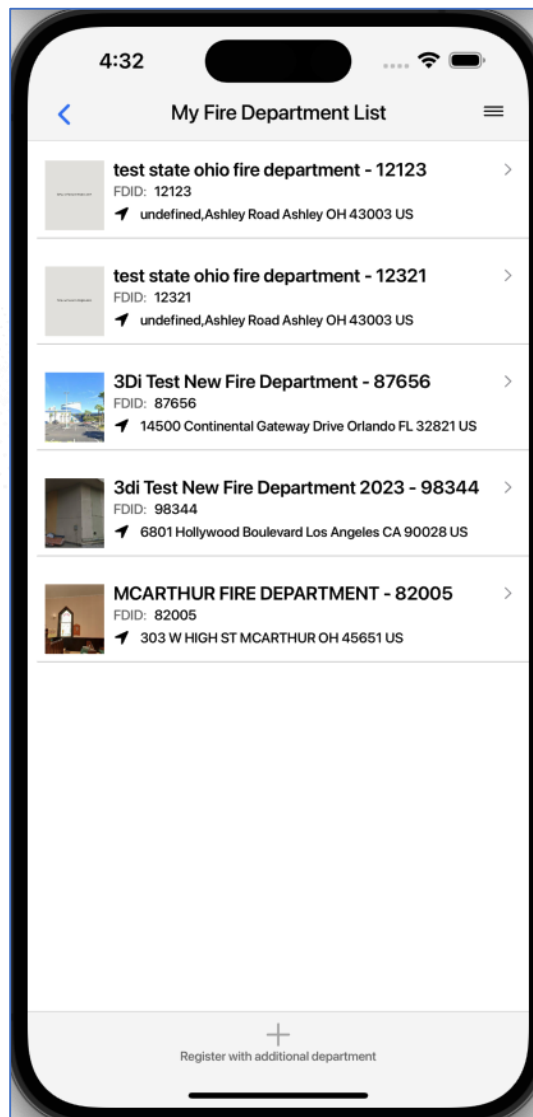 4:32
My Fire Department List
test state ohio fire department - 12123
FDID: 12123
undefined,Ashley Road Ashley OH 43003 US
test state ohio fire department - 12321
FDID: 12321
undefined,Ashley Road Ashley OH 43003 US
3Di Test New Fire Department - 87656
FDID: 87656
14500 Continental Gateway Drive Orlando FL 32821 US
3di Test New Fire Department 2023 - 98344
FDID: 98344
6801 Hollywood Boulevard Los Angeles CA 90028 US
MCARTHUR FIRE DEPARTMENT - 82005
FDID: 82005
303 W HIGH ST MCARTHUR OH 45651 US
Register with additional department